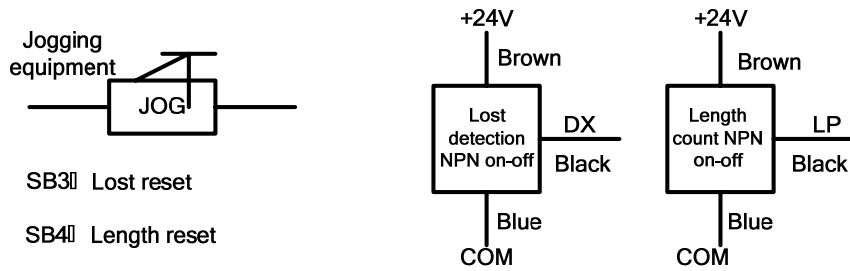 Jogging
equipment
JOG
SB3▯ Lost reset
SB4▯ Length reset
+24V
Brown
Lost
detection
NPN on-off
DX
Black
Blue
COM
+24V
Brown
Length
count NPN
on-off
LP
Black
Blue
COM